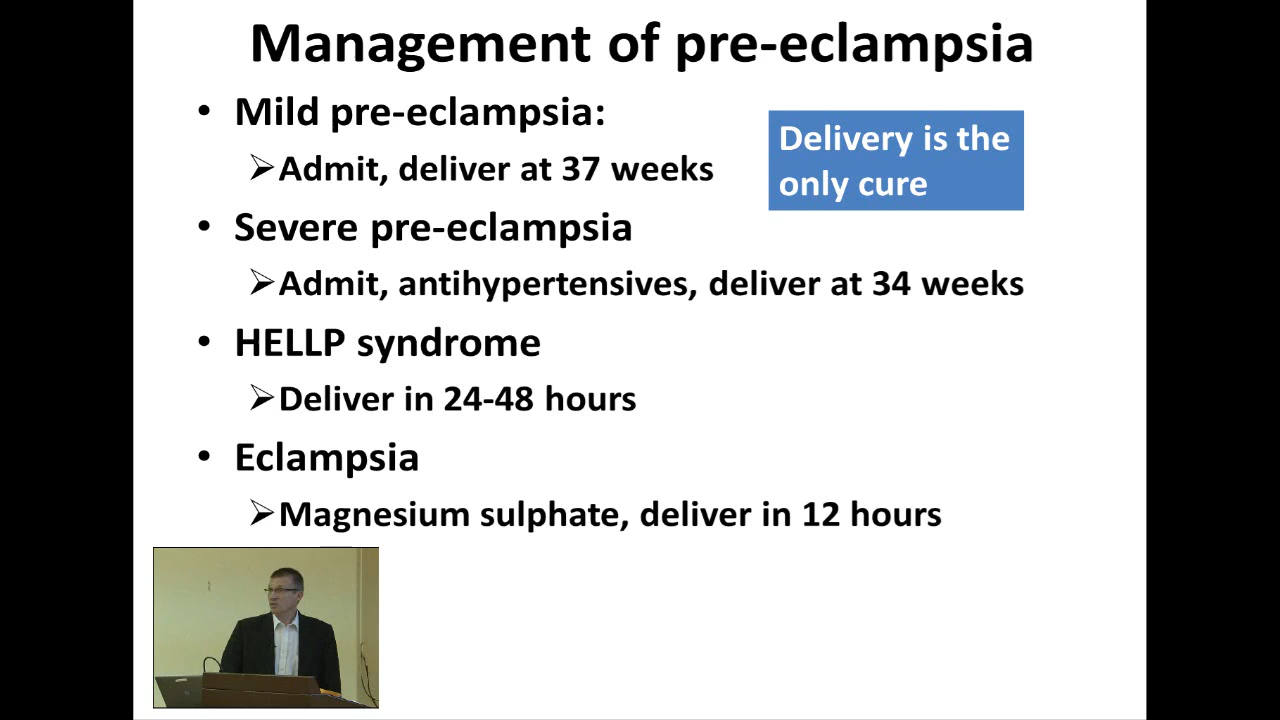 Management of pre-eclampsia
• Mild pre-eclampsia:
➢Admit, deliver at 37 weeks
Delivery is the
only cure
• Severe pre-eclampsia
➢Admit, antihypertensives, deliver at 34 weeks
• HELLP syndrome
➢Deliver in 24-48 hours
• Eclampsia
➢Magnesium sulphate, deliver in 12 hours